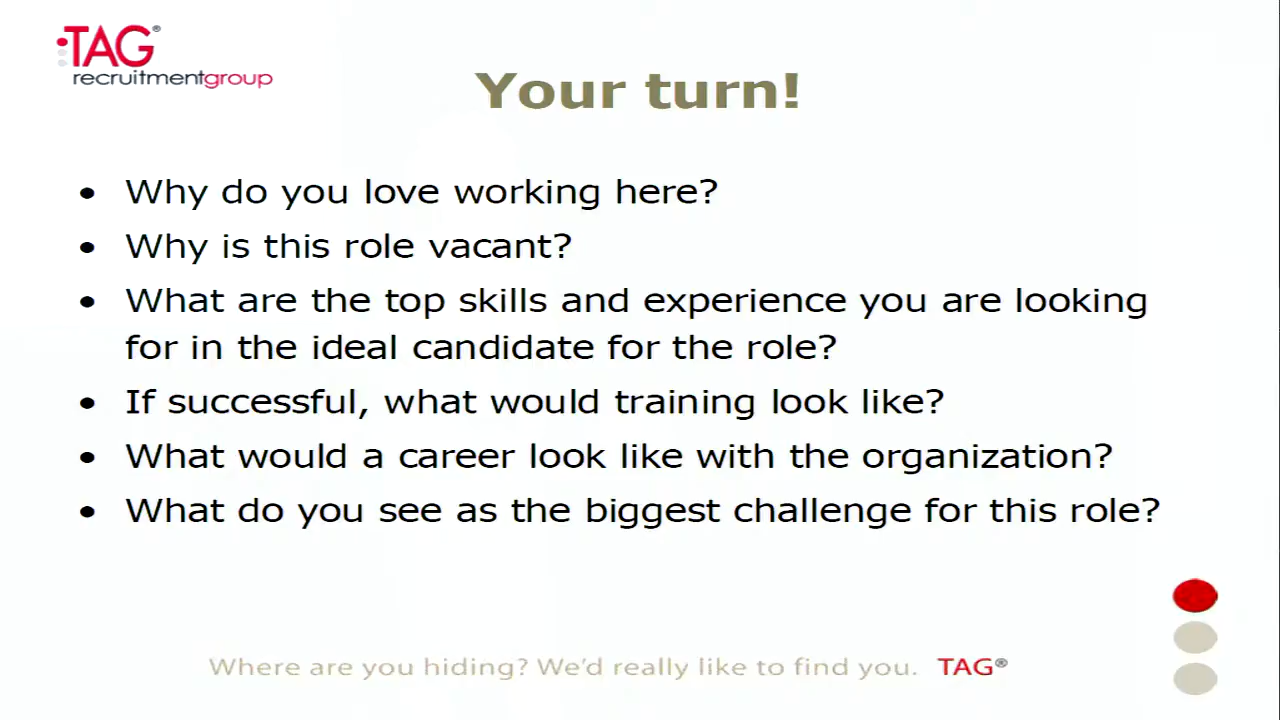 TAG®
recruitmentgroup
Your turn!
• Why do you love working here?
• Why is this role vacant?
• What are the top skills and experience you are looking
for in the ideal candidate for the role?
• If successful, what would training look like?
• What would a career look like with the organization?
• What do you see as the biggest challenge for this role?
Where are you hiding? We'd really like to find you. TAG®